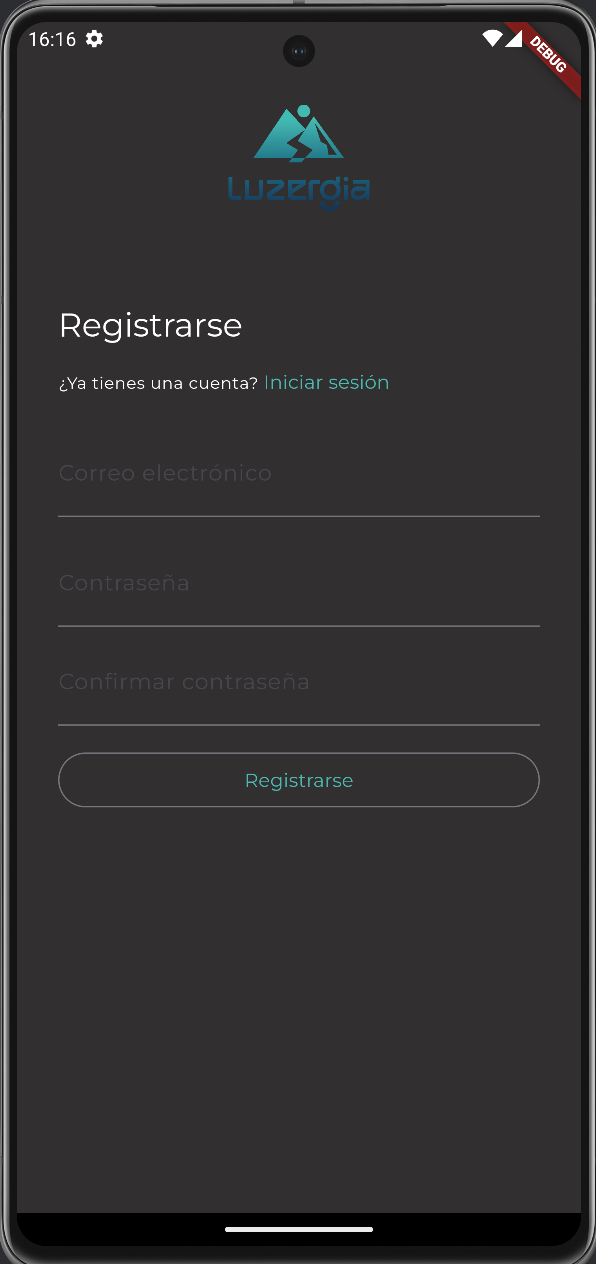 16:16
DEBUG
Luzergia
Registrarse
¿Ya tienes una cuenta? Iniciar sesión
Correo electrónico
Contraseña
Confirmar contraseña
Registrarse